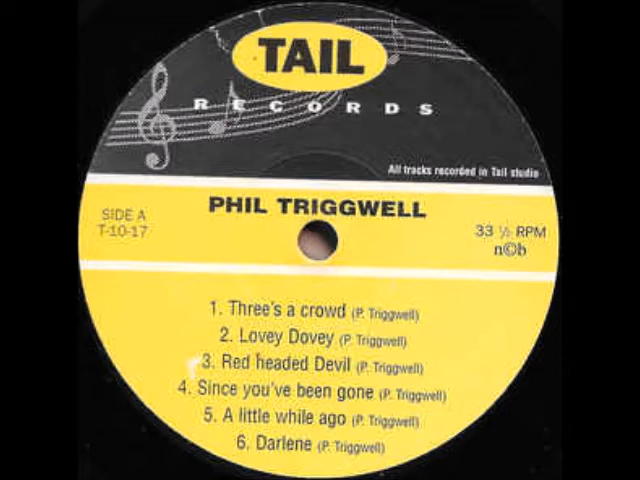 TAIL
RECORDS
All tracks recorded in Tail studio
PHIL TRIGGWELL
SIDE A
T-10-17
33 ⅓ RPM
n©b
1. Three's a crowd (P. Triggwell)
2. Lovey Dovey (P. Triggwell)
3. Red headed Devil (P. Triggwell)
4. Since you've been gone (P. Triggwell)
5. A little while ago (P. Triggwell)
6. Darlene (P. Triggwell)